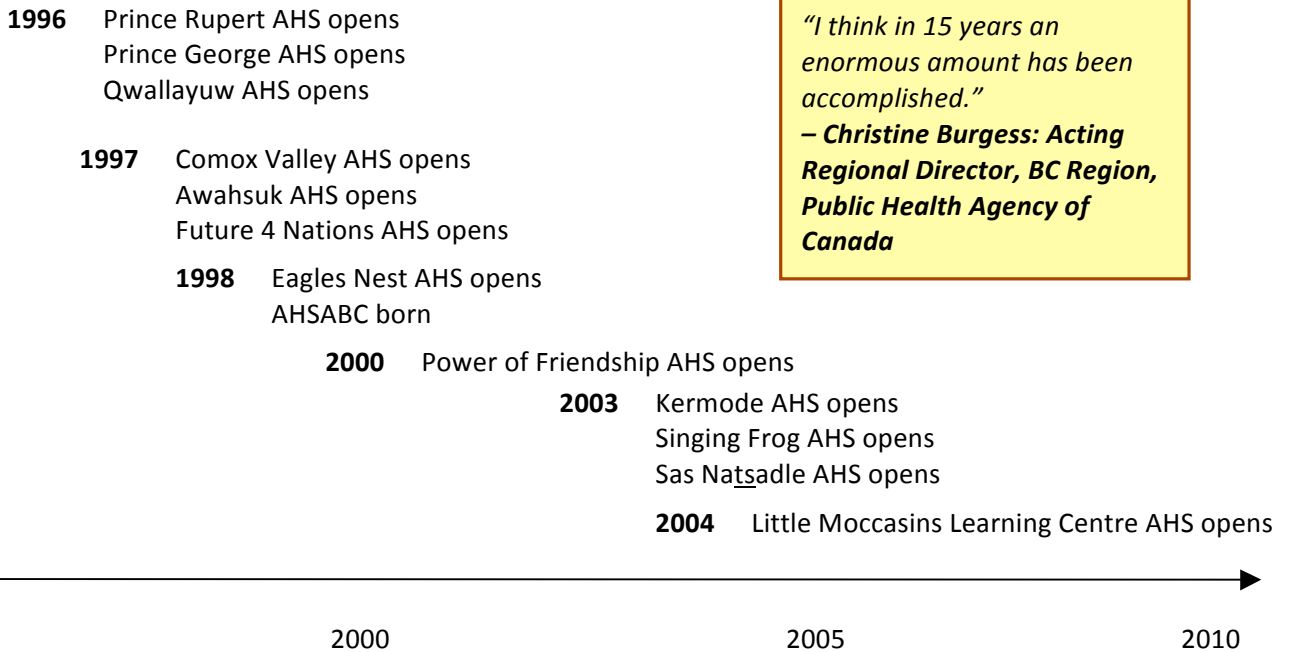 1996 Prince Rupert AHS opens
Prince George AHS opens
Qwallayuw AHS opens
1997 Comox Valley AHS opens
Awahsuk AHS opens
Future 4 Nations AHS opens
1998 Eagles Nest AHS opens
AHSABC born
2000 Power of Friendship AHS opens
2003 Kermode AHS opens
Singing Frog AHS opens
Sas Natsadle AHS opens
2004 Little Moccasins Learning Centre AHS opens
“I think in 15 years an
enormous amount has been
accomplished.”
– Christine Burgess: Acting
Regional Director, BC Region,
Public Health Agency of
Canada
2000 2005 2010